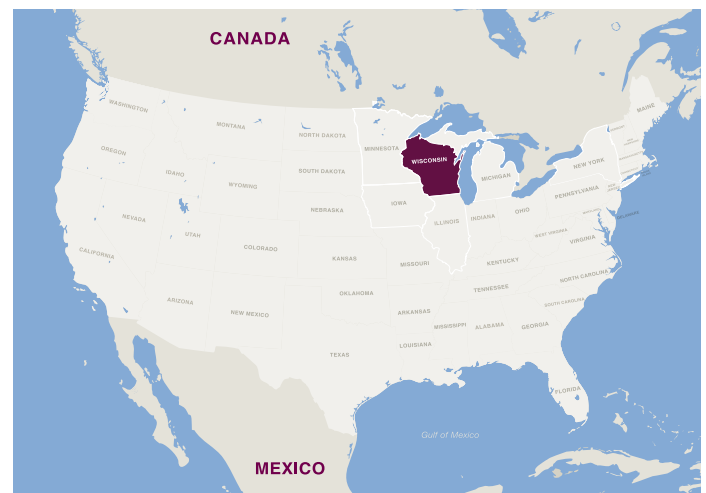 CANADA
WASHINGTON
MONTANA
NORTH DAKOTA
MINNESOTA
WISCONSIN
MAINE
OREGON
IDAHO
WYOMING
SOUTH DAKOTA
MICHIGAN
NEW YORK
NEBRASKA
IOWA
PENNSYLVANIA
NEVADA
UTAH
COLORADO
ILLINOIS
INDIANA
OHIO
DELAWARE
CALIFORNIA
KANSAS
MISSOURI
KENTUCKY
WEST VIRGINIA
VIRGINIA
ARIZONA
NEW MEXICO
OKLAHOMA
ARKANSAS
TENNESSEE
NORTH CAROLINA
SOUTH CAROLINA
TEXAS
LOUISIANA
MISSISSIPPI
ALABAMA
GEORGIA
FLORIDA
Gulf of Mexico
MEXICO